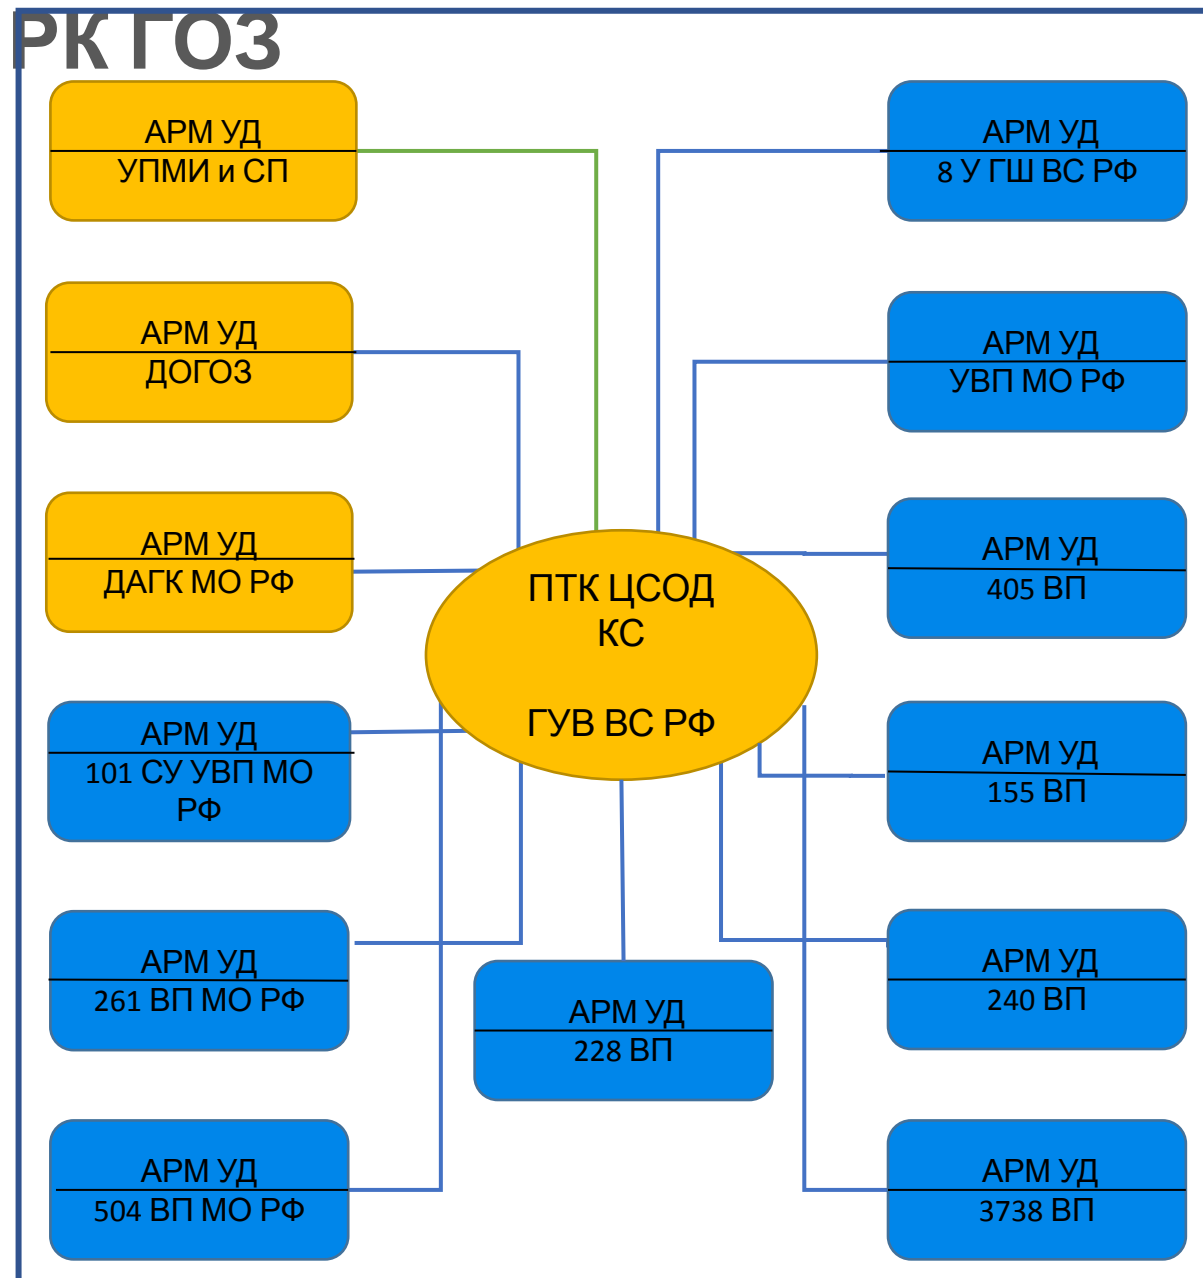 РК ГОЗ
АРМ УД
УПМИ и СП
АРМ УД
8 У ГШ ВС РФ
АРМ УД
ДОГОЗ
АРМ УД
УВП МО РФ
АРМ УД
ДАГК МО РФ
АРМ УД
405 ВП
ПТК ЦСОД
КС
ГУВ ВС РФ
АРМ УД
101 СУ УВП МО
РФ
АРМ УД
155 ВП
АРМ УД
261 ВП МО РФ
АРМ УД
228 ВП
АРМ УД
240 ВП
АРМ УД
504 ВП МО РФ
АРМ УД
3738 ВП